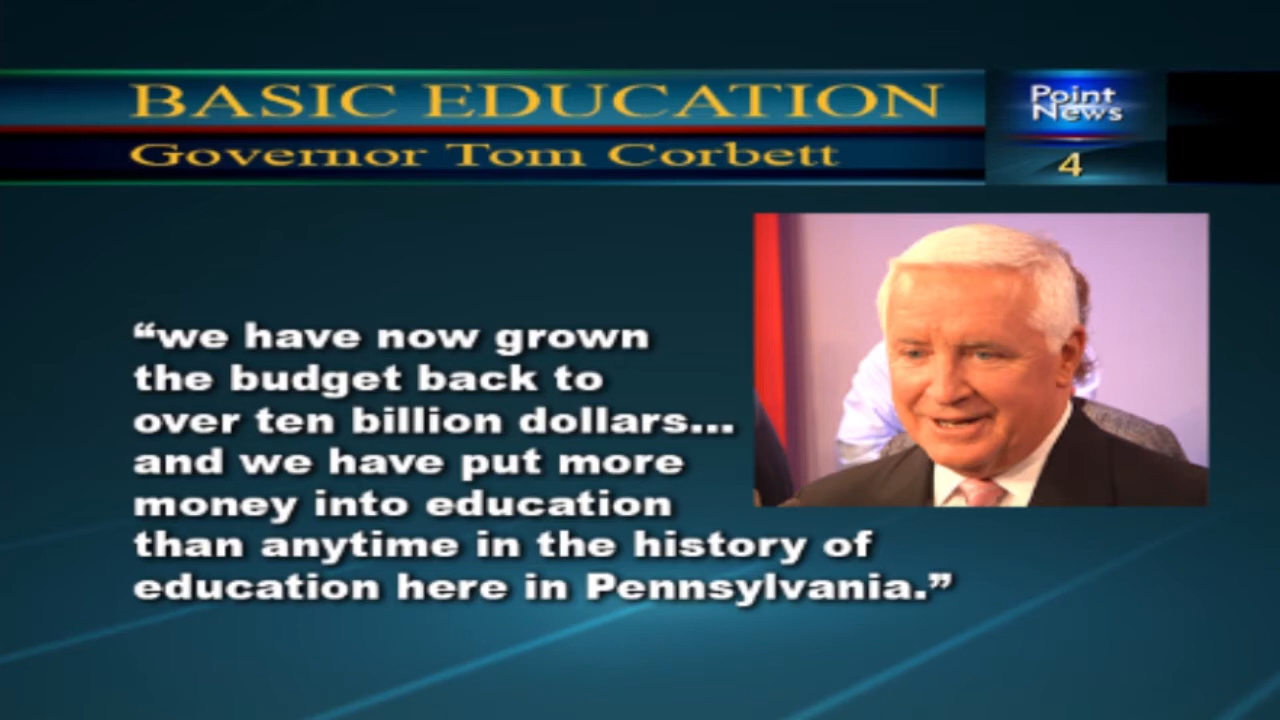 BASIC EDUCATION
Governor Tom Corbett
Point
News
4
“we have now grown
the budget back to
over ten billion dollars...
and we have put more
money into education
than anytime in the history of
education here in Pennsylvania.”